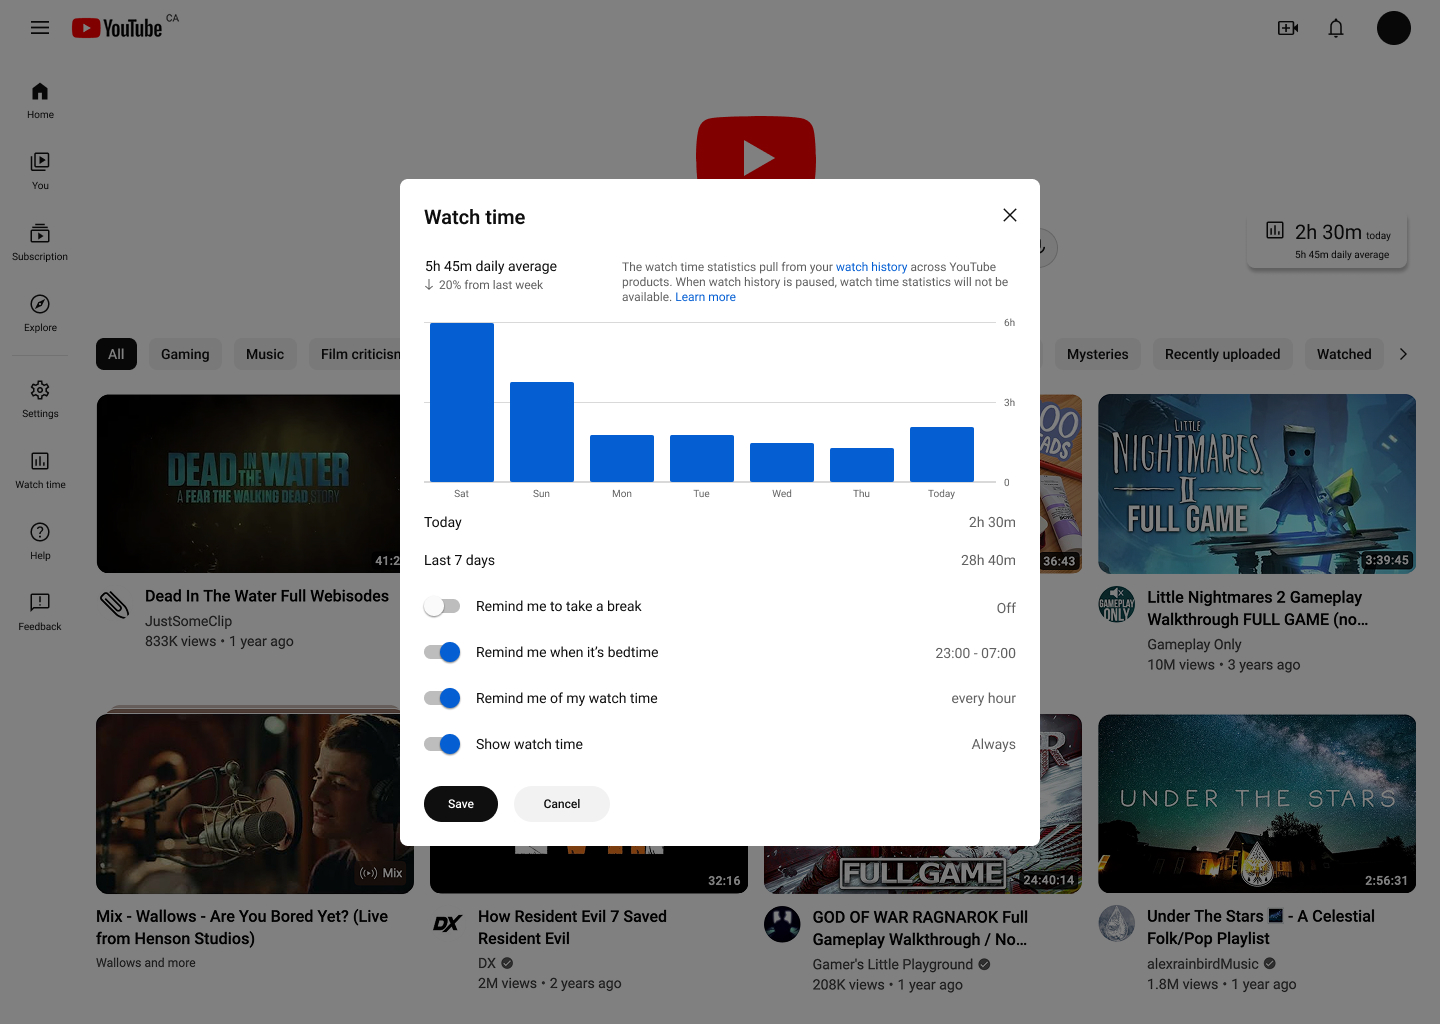 YouTube CA
Home
You
Subscription
Explore
Settings
Watch time
Help
Feedback
2h 30m today
5h 45m daily average
All
Gaming
Music
Film criticism
Mysteries
Recently uploaded
Watched
Watch time
5h 45m daily average
↓ 20% from last week
The watch time statistics pull from your watch history across YouTube
products. When watch history is paused, watch time statistics will not be
available. Learn more
6h
3h
0
Sat
Sun
Mon
Tue
Wed
Thu
Today
Today
2h 30m
Last 7 days
28h 40m
Remind me to take a break
Off
Remind me when it’s bedtime
23:00 - 07:00
Remind me of my watch time
every hour
Show watch time
Always
Save
Cancel
DEAD IN THE WATER
A FEAR THE WALKING DEAD STORY
41:2
Dead In The Water Full Webisodes
JustSomeClip
833K views • 1 year ago
36:43
LITTLE
NIGHTMARES
II
FULL GAME
3:39:45
GAMEPLAY
ONLY
Little Nightmares 2 Gameplay
Walkthrough FULL GAME (no...
Gameplay Only
10M views • 3 years ago
Mix
Mix - Wallows - Are You Bored Yet? (Live
from Henson Studios)
Wallows and more
32:16
DX
How Resident Evil 7 Saved
Resident Evil
DX
2M views • 2 years ago
FULL GAME
24:40:14
GOD OF WAR RAGNAROK Full
Gameplay Walkthrough / No...
Gamer's Little Playground
208K views • 1 year ago
UNDER THE STARS
2:56:31
Under The Stars 🌌 - A Celestial
Folk/Pop Playlist
alexrainbirdMusic
1.8M views • 1 year ago